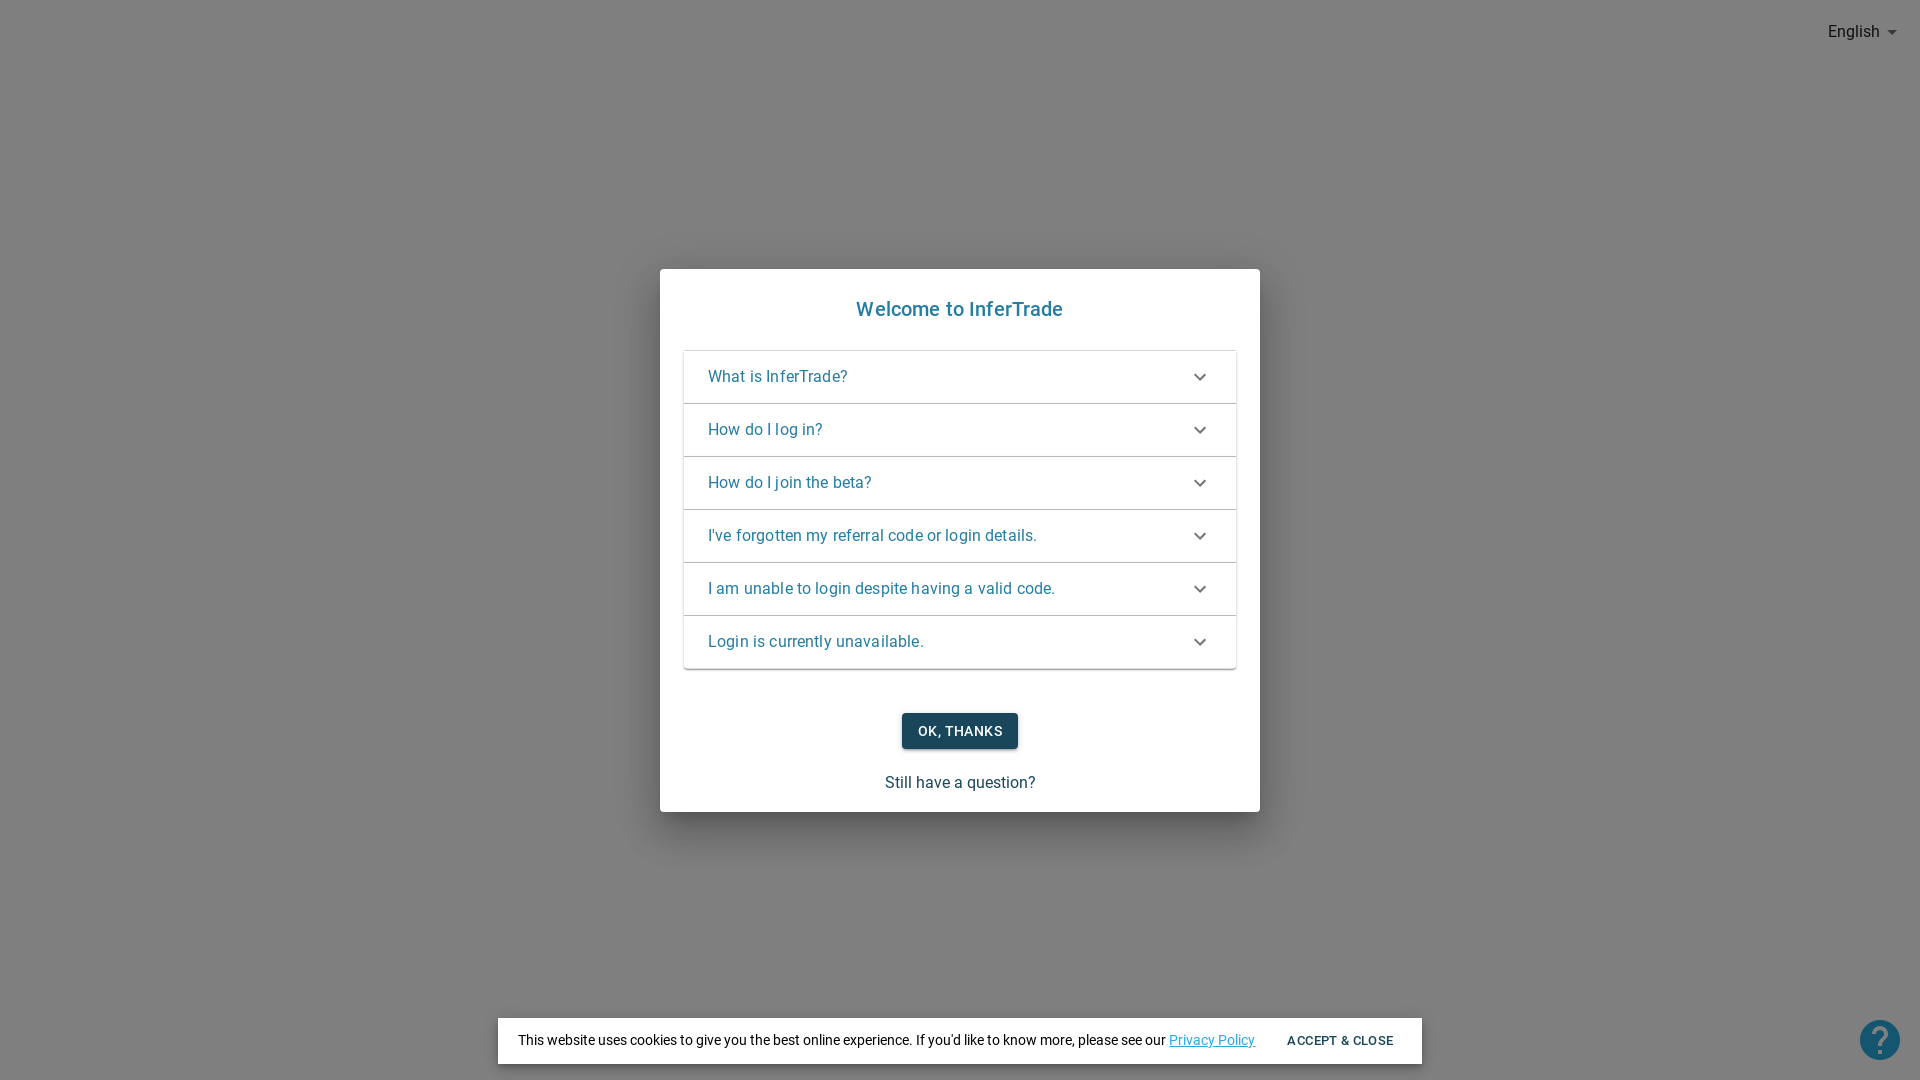 English
Welcome to InferTrade
What is InferTrade?
How do I log in?
How do I join the beta?
I've forgotten my referral code or login details.
I am unable to login despite having a valid code.
Login is currently unavailable.
OK, THANKS
Still have a question?
This website uses cookies to give you the best online experience. If you'd like to know more, please see our Privacy Policy
ACCEPT & CLOSE